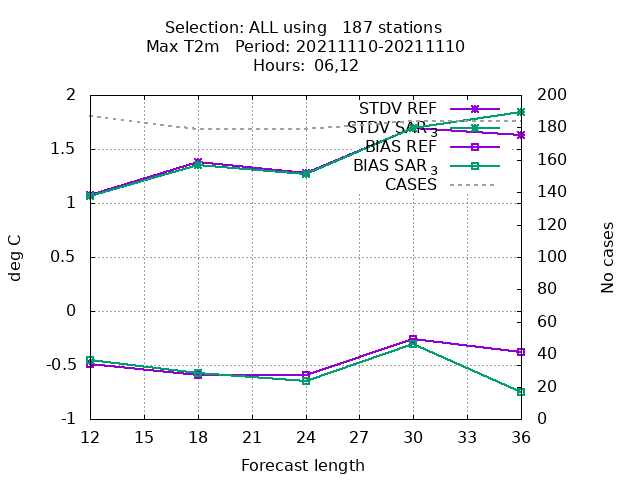 Selection: ALL using   187 stations
Max T2m   Period: 20211110-20211110
Hours: 06,12
2
1.5
1
0.5
0
-0.5
-1
deg C
200
180
160
140
120
100
80
60
40
20
0
No cases
STDV REF
STDV SAR 3
BIAS REF
BIAS SAR 3
CASES
12 15 18 21 24 27 30 33 36
Forecast length